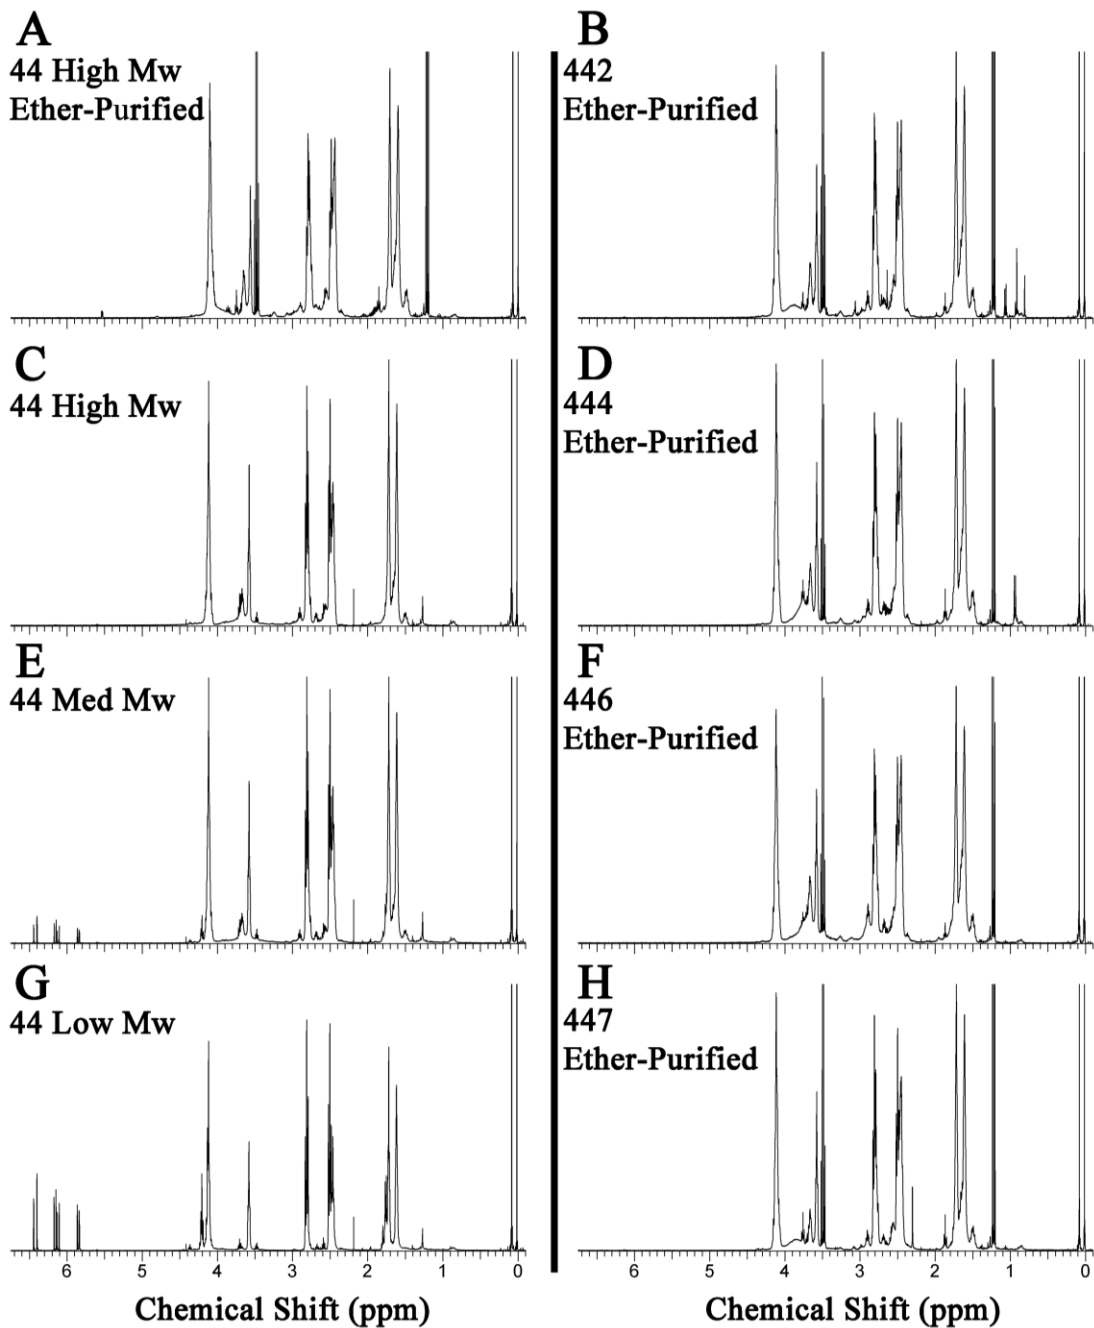 A
44 High Mw
Ether-Purified
B
442
Ether-Purified
C
44 High Mw
D
444
Ether-Purified
E
44 Med Mw
F
446
Ether-Purified
G
44 Low Mw
H
447
Ether-Purified
6 5 4 3 2 1 0
Chemical Shift (ppm)
6 5 4 3 2 1 0
Chemical Shift (ppm)